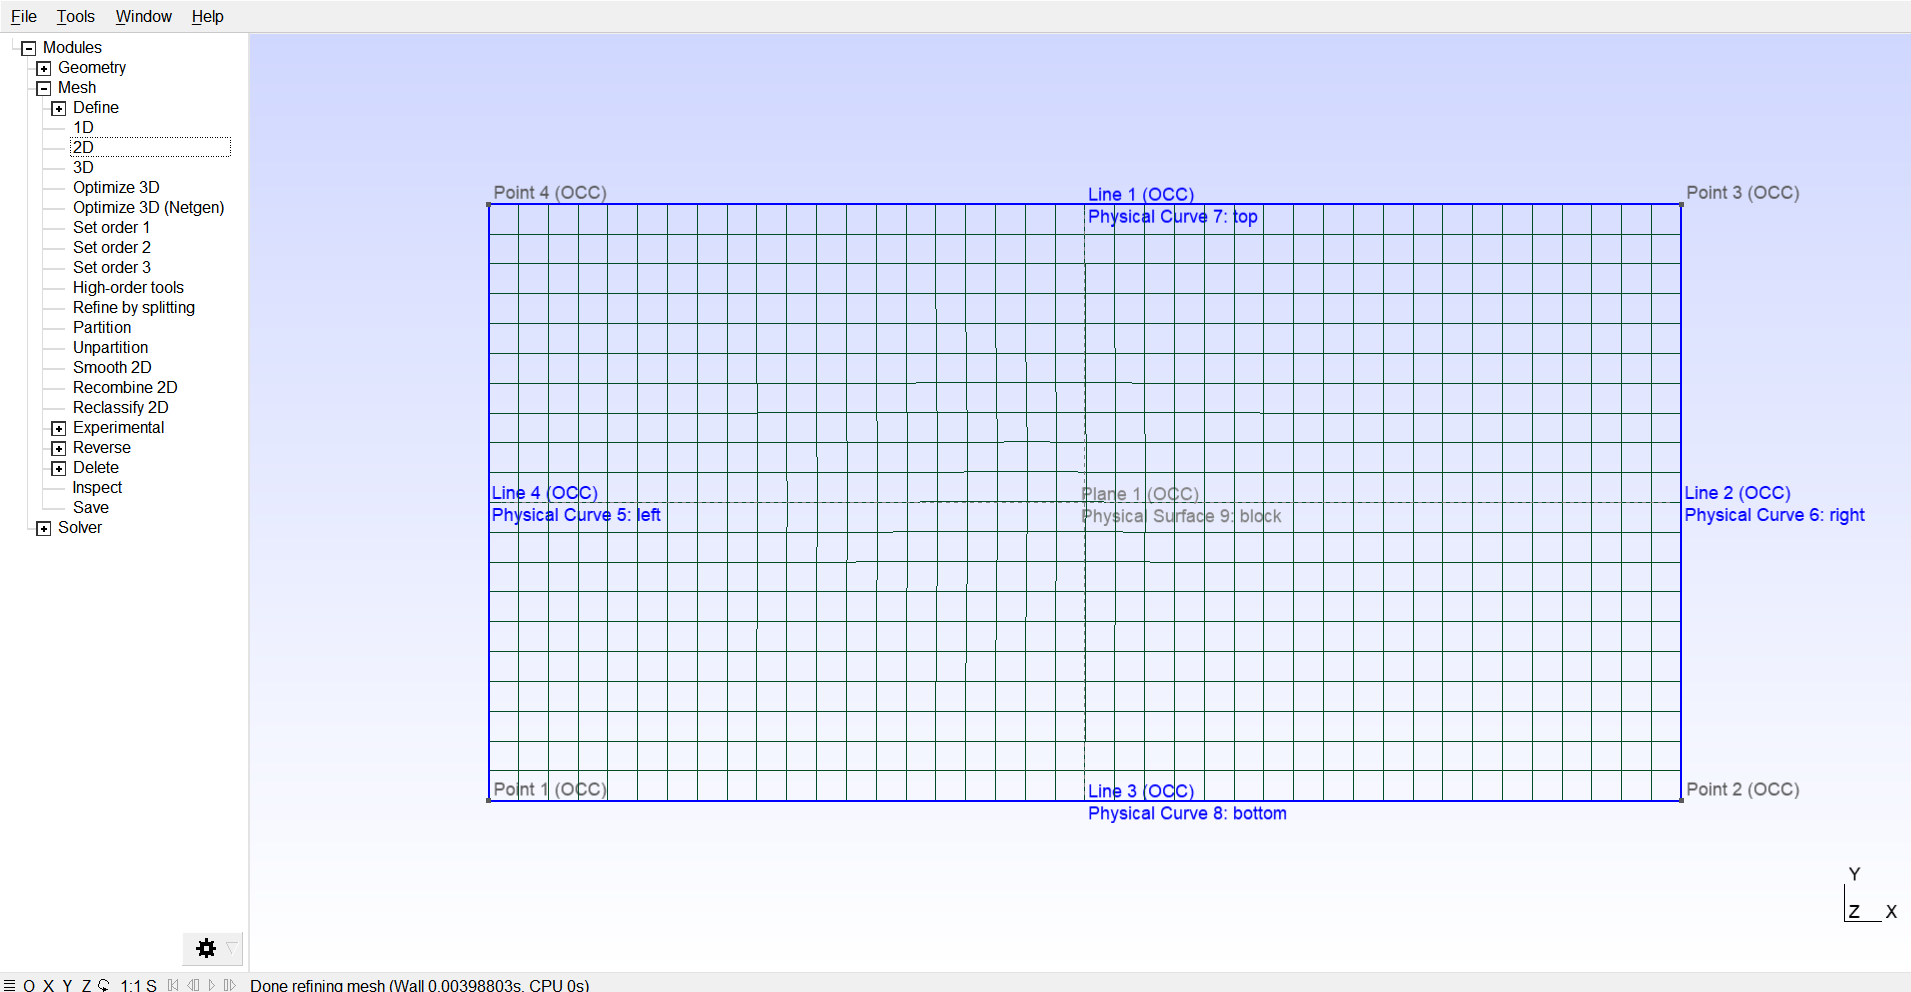 File Tools Window Help
Modules
Geometry
Mesh
Define
1D
2D
3D
Optimize 3D
Optimize 3D (Netgen)
Set order 1
Set order 2
Set order 3
High-order tools
Refine by splitting
Partition
Unpartition
Smooth 2D
Recombine 2D
Reclassify 2D
Experimental
Reverse
Delete
Inspect
Save
Solver
Point 4 (OCC)
Line 1 (OCC)
Physical Curve 7: top
Point 3 (OCC)
Line 4 (OCC)
Physical Curve 5: left
Plane 1 (OCC)
Physical Surface 9: block
Line 2 (OCC)
Physical Curve 6: right
Point 1 (OCC)
Line 3 (OCC)
Physical Curve 8: bottom
Point 2 (OCC)
Y
Z X
O X Y Z 1:1 S Done refining mesh (Wall 0.00398803s, CPU 0s)